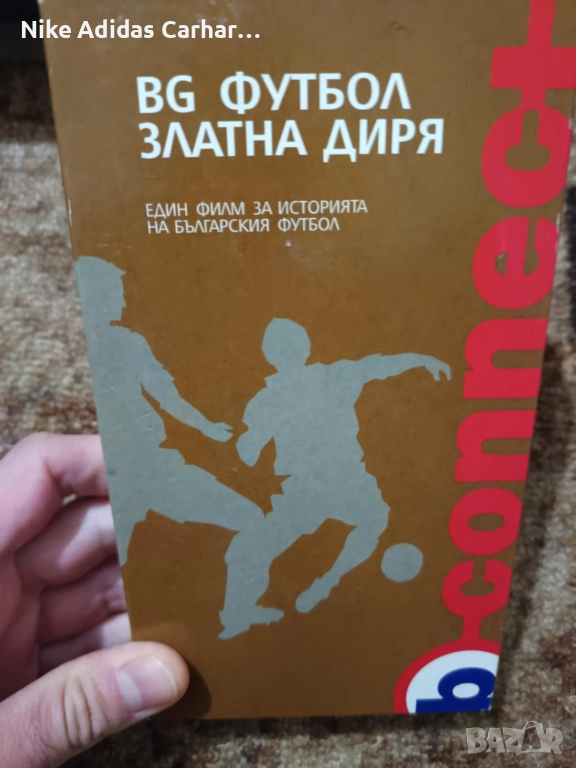 Nike Adidas Carhar...
BG ФУТБОЛ
ЗЛАТНА ДИРЯ
ЕДИН ФИЛМ ЗА ИСТОРИЯТА
НА БЪЛГАРСКИЯ ФУТБОЛ
b-connect
BAZAR